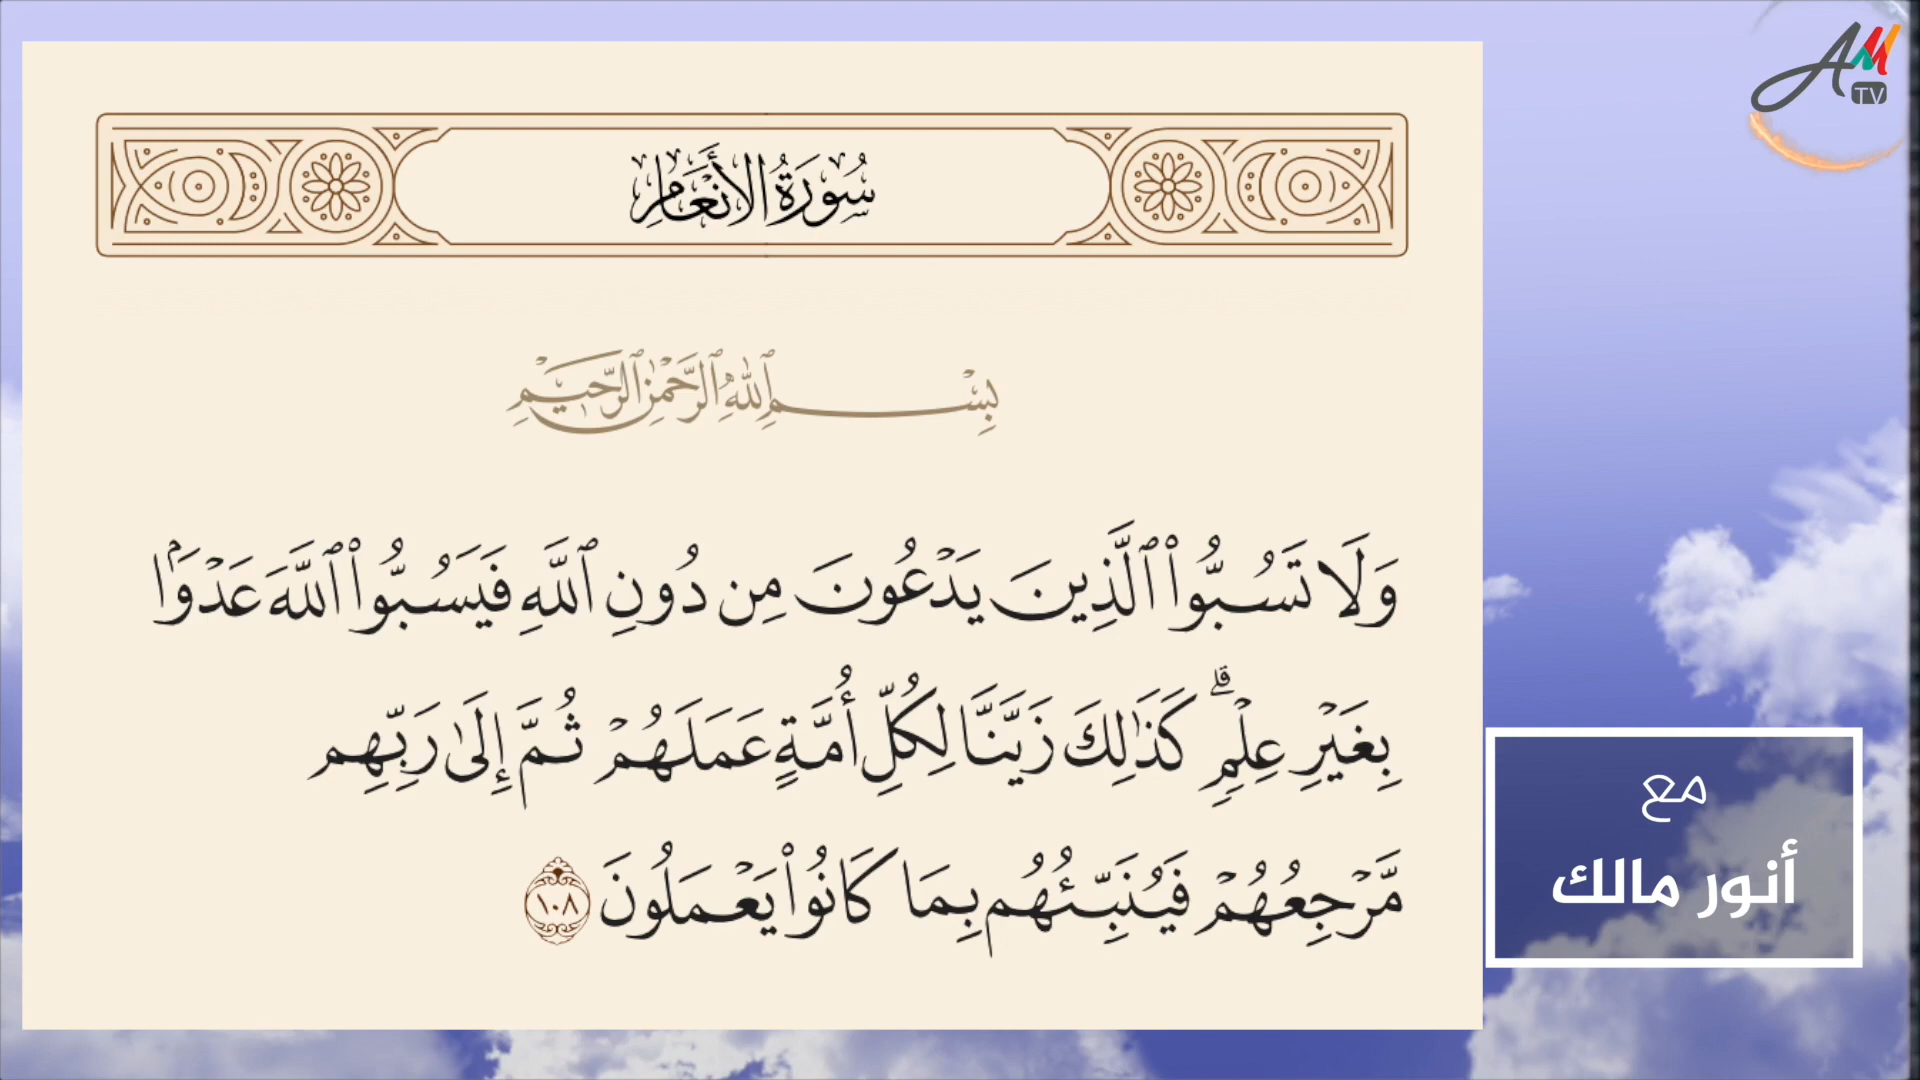 سُورَةُ الأَنْعَامِ
بِسْمِ ٱللَّهِ ٱلرَّحْمَٰنِ ٱلرَّحِيمِ
وَلَا تَسُبُّوا۟ ٱلَّذِينَ يَدْعُونَ مِن دُونِ ٱللَّهِ فَيَسُبُّوا۟ ٱللَّهَ عَدْوًۢا
بِغَيْرِ عِلْمٍۢ ۗ كَذَٰلِكَ زَيَّنَّا لِكُلِّ أُمَّةٍ عَمَلَهُمْ ثُمَّ إِلَىٰ رَبِّهِم
مَّرْجِعُهُمْ فَيُنَبِّئُهُم بِمَا كَانُوا۟ يَعْمَلُونَ ١٠٨
AM
TV
مع
أنور مالك